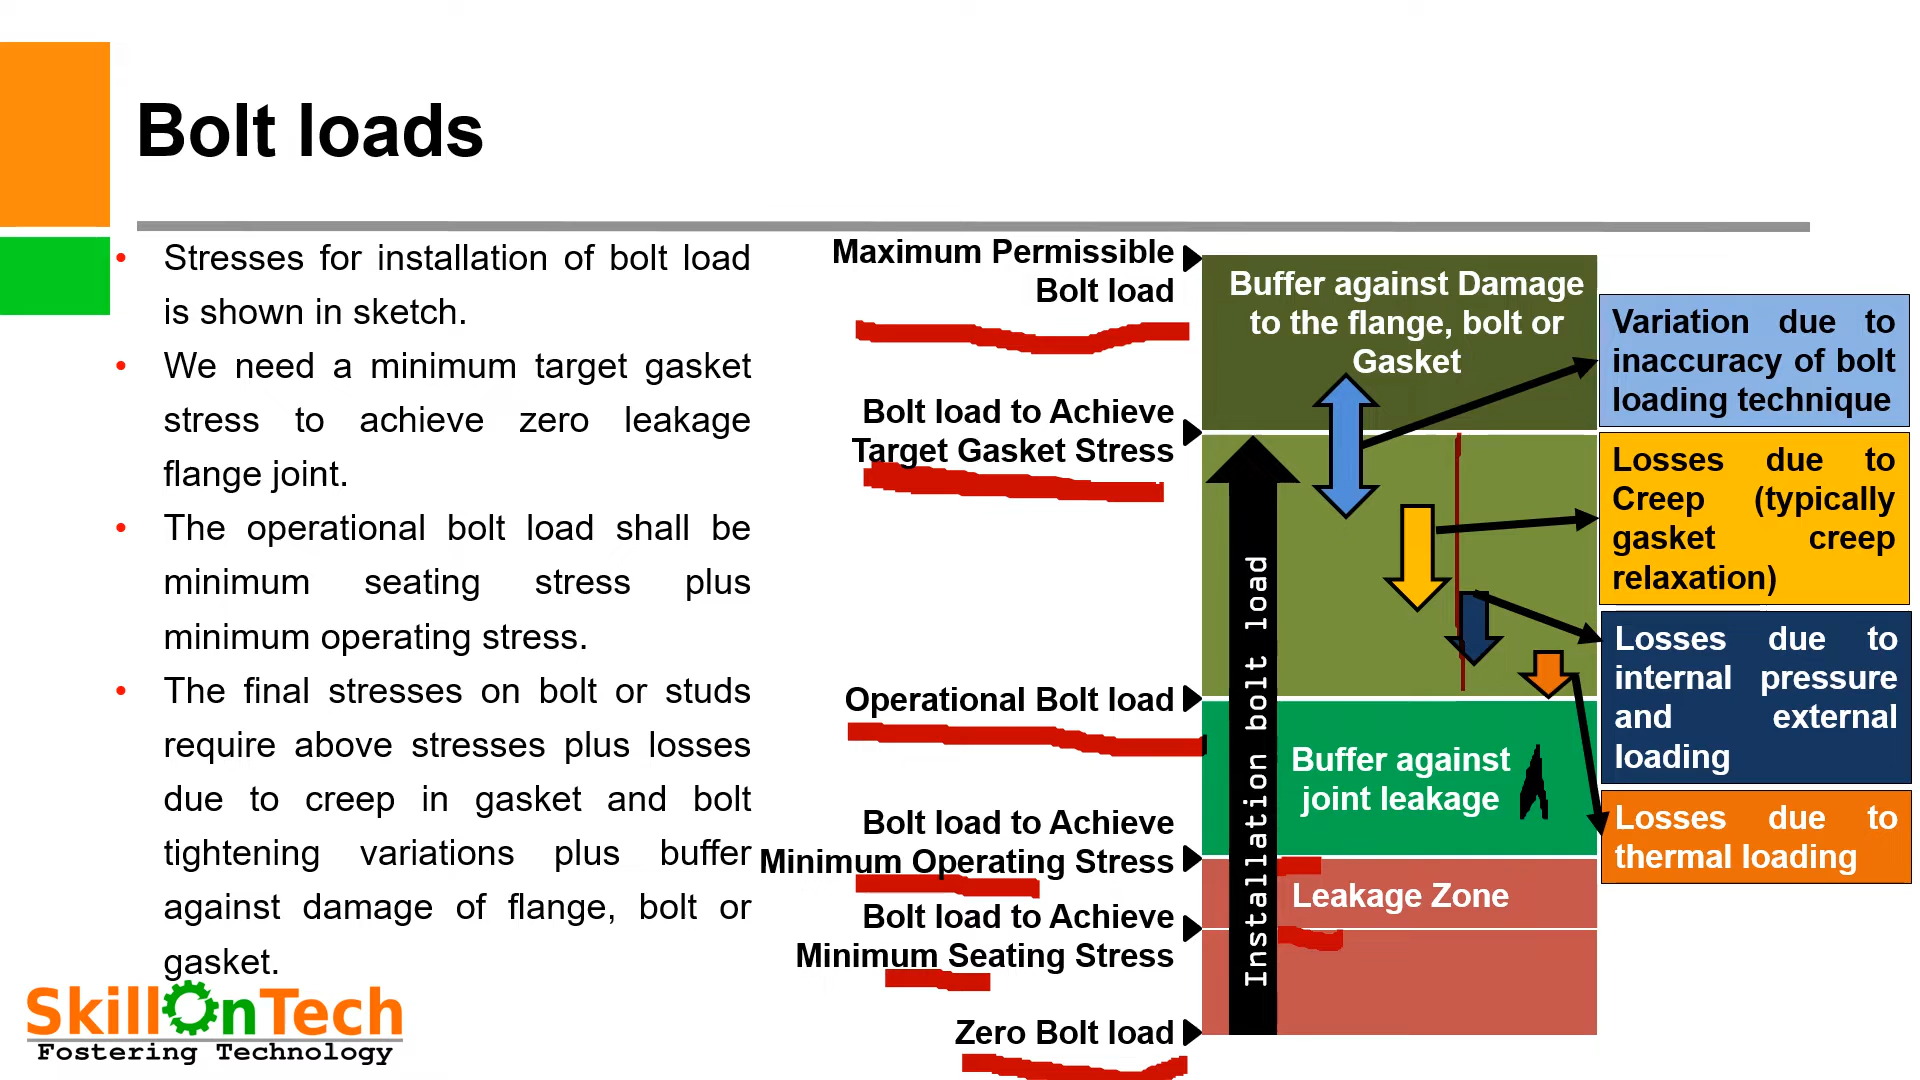 Bolt loads
• Stresses for installation of bolt load
is shown in sketch.
• We need a minimum target gasket
stress to achieve zero leakage
flange joint.
• The operational bolt load shall be
minimum seating stress plus
minimum operating stress.
• The final stresses on bolt or studs
require above stresses plus losses
due to creep in gasket and bolt
tightening variations plus buffer
against damage of flange, bolt or
gasket.
SkillOnTech
Fostering Technology
Maximum Permissible
Bolt load
Bolt load to Achieve
Target Gasket Stress
Operational Bolt load
Bolt load to Achieve
Minimum Operating Stress
Bolt load to Achieve
Minimum Seating Stress
Zero Bolt load
Installation bolt load
Buffer against Damage
to the flange, bolt or
Gasket
Buffer against
joint leakage
Leakage Zone
Variation due to
inaccuracy of bolt
loading technique
Losses due to
Creep (typically
gasket creep
relaxation)
Losses due to
internal pressure
and external
loading
Losses due to
thermal loading